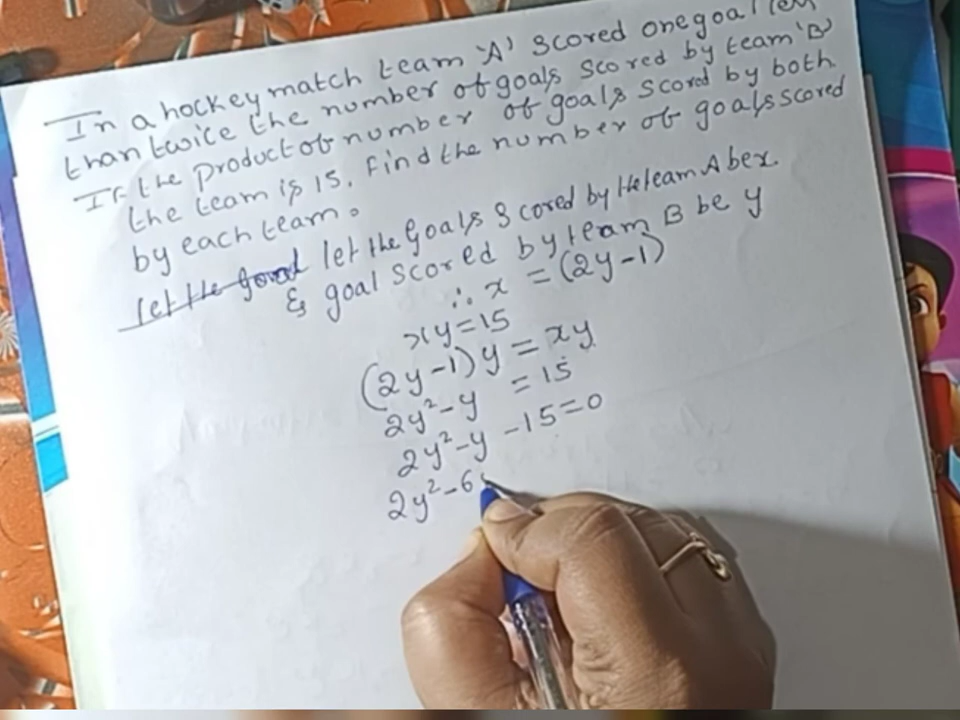 In a hockey match team 'A' scored one goal less
than twice the number of goals scored by team 'B'
If the product of number of goals scored by both
the team is 15. Find the number of goals scored
by each team.
let the good let the Goals Scored by the team A be x.
& goal Scored by team B be y
∴ x = (2y-1)
xy=15
(2y-1)y = xy
2y²-y = 15
2y²-y -15=0
2y²-6